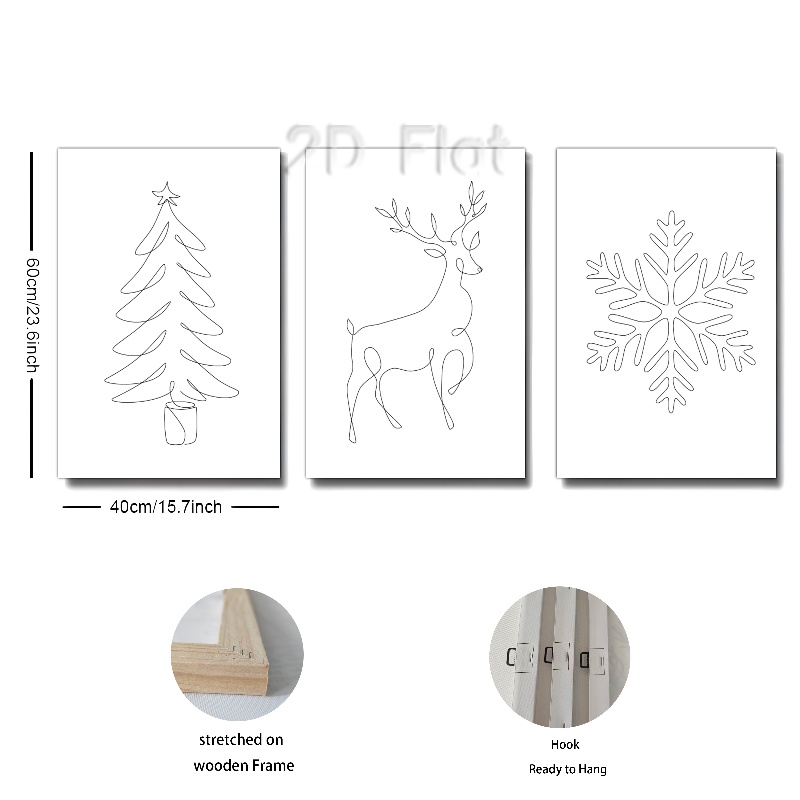 2D Flat
60cm/23.6inch
40cm/15.7inch
stretched on
wooden Frame
Hook
Ready to Hang